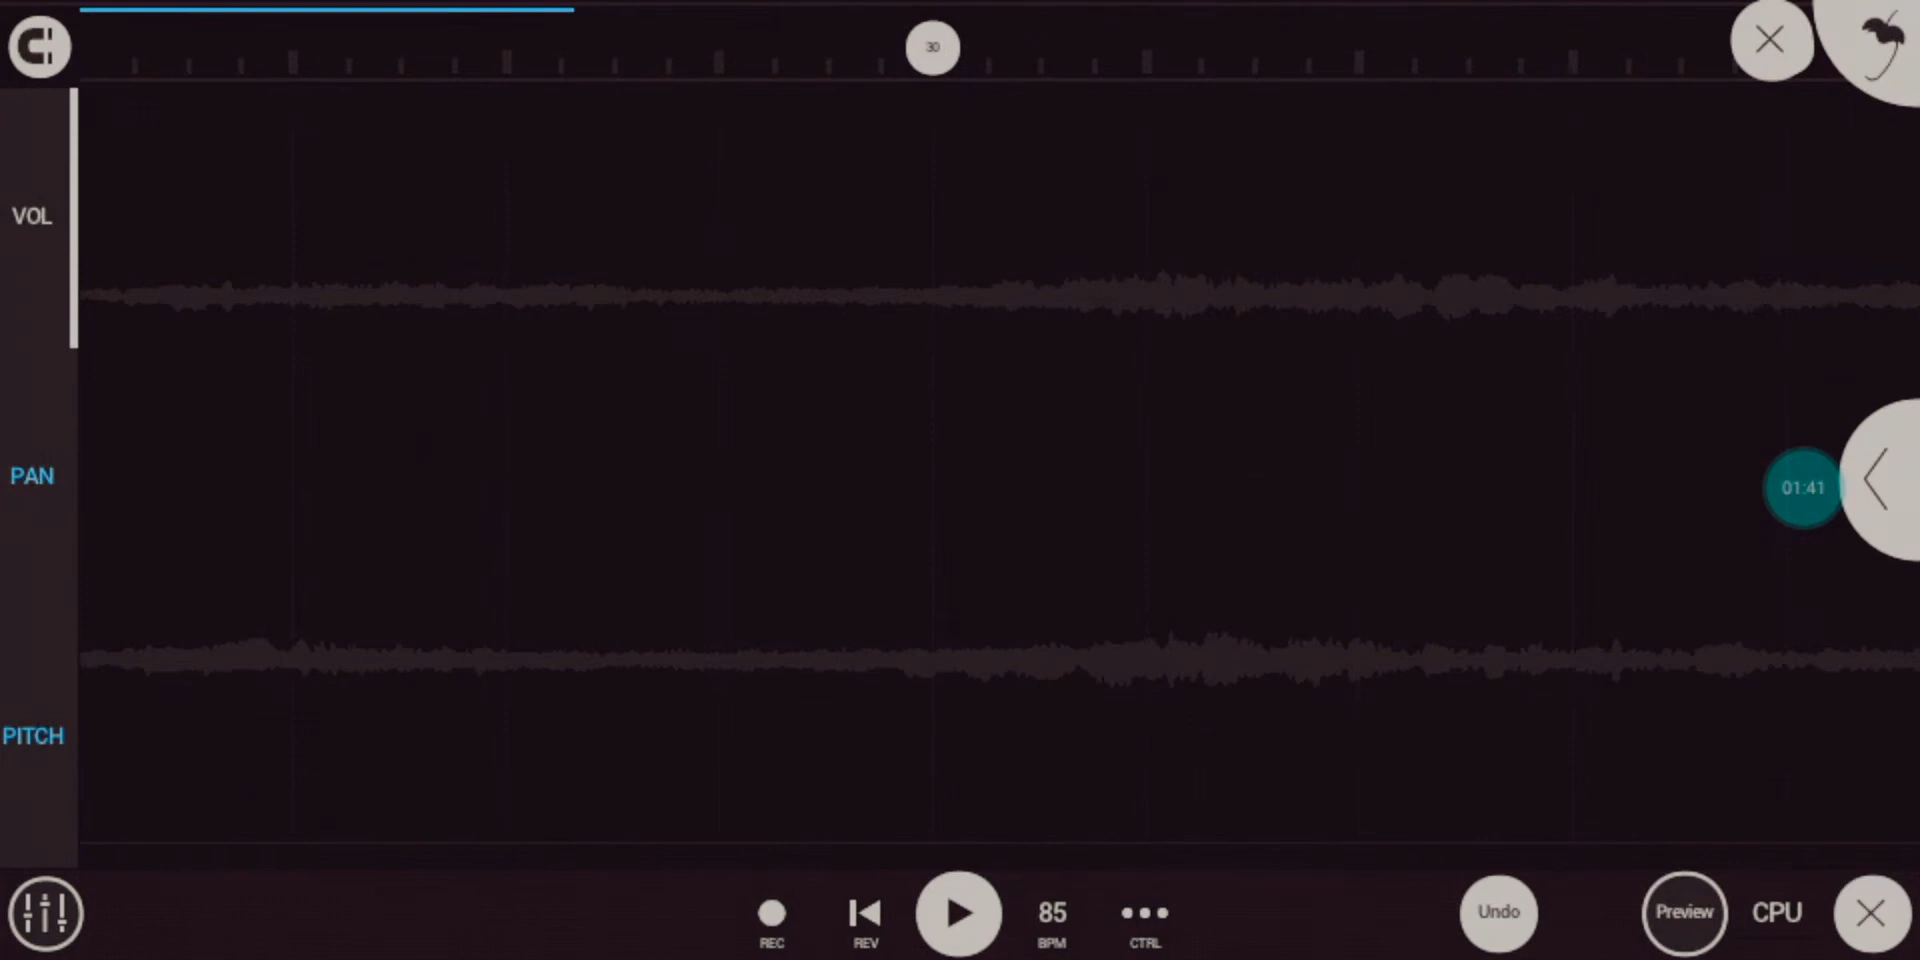 30
VOL
PAN
01:41
PITCH
REC
REV
85
BPM
CTRL
Undo
Preview
CPU